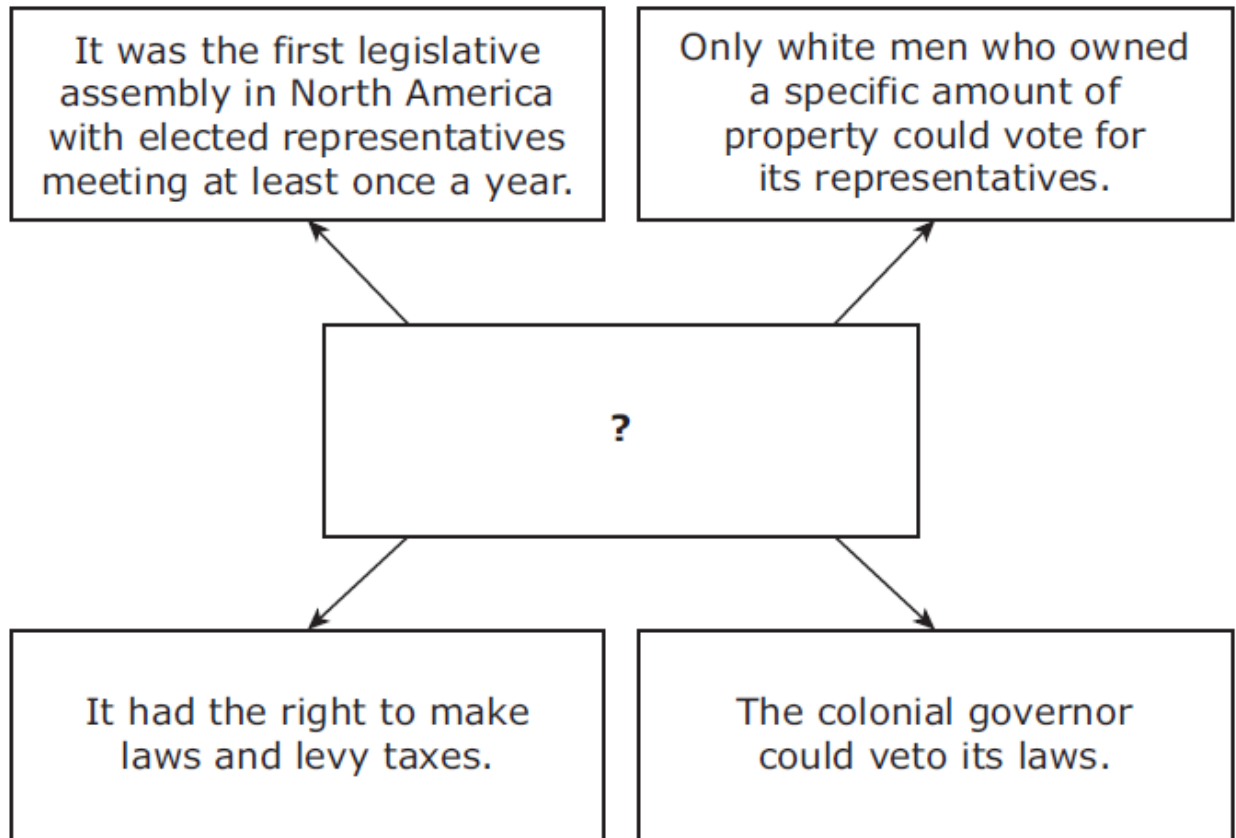 It was the first legislative
assembly in North America
with elected representatives
meeting at least once a year.
Only white men who owned
a specific amount of
property could vote for
its representatives.
?
It had the right to make
laws and levy taxes.
The colonial governor
could veto its laws.